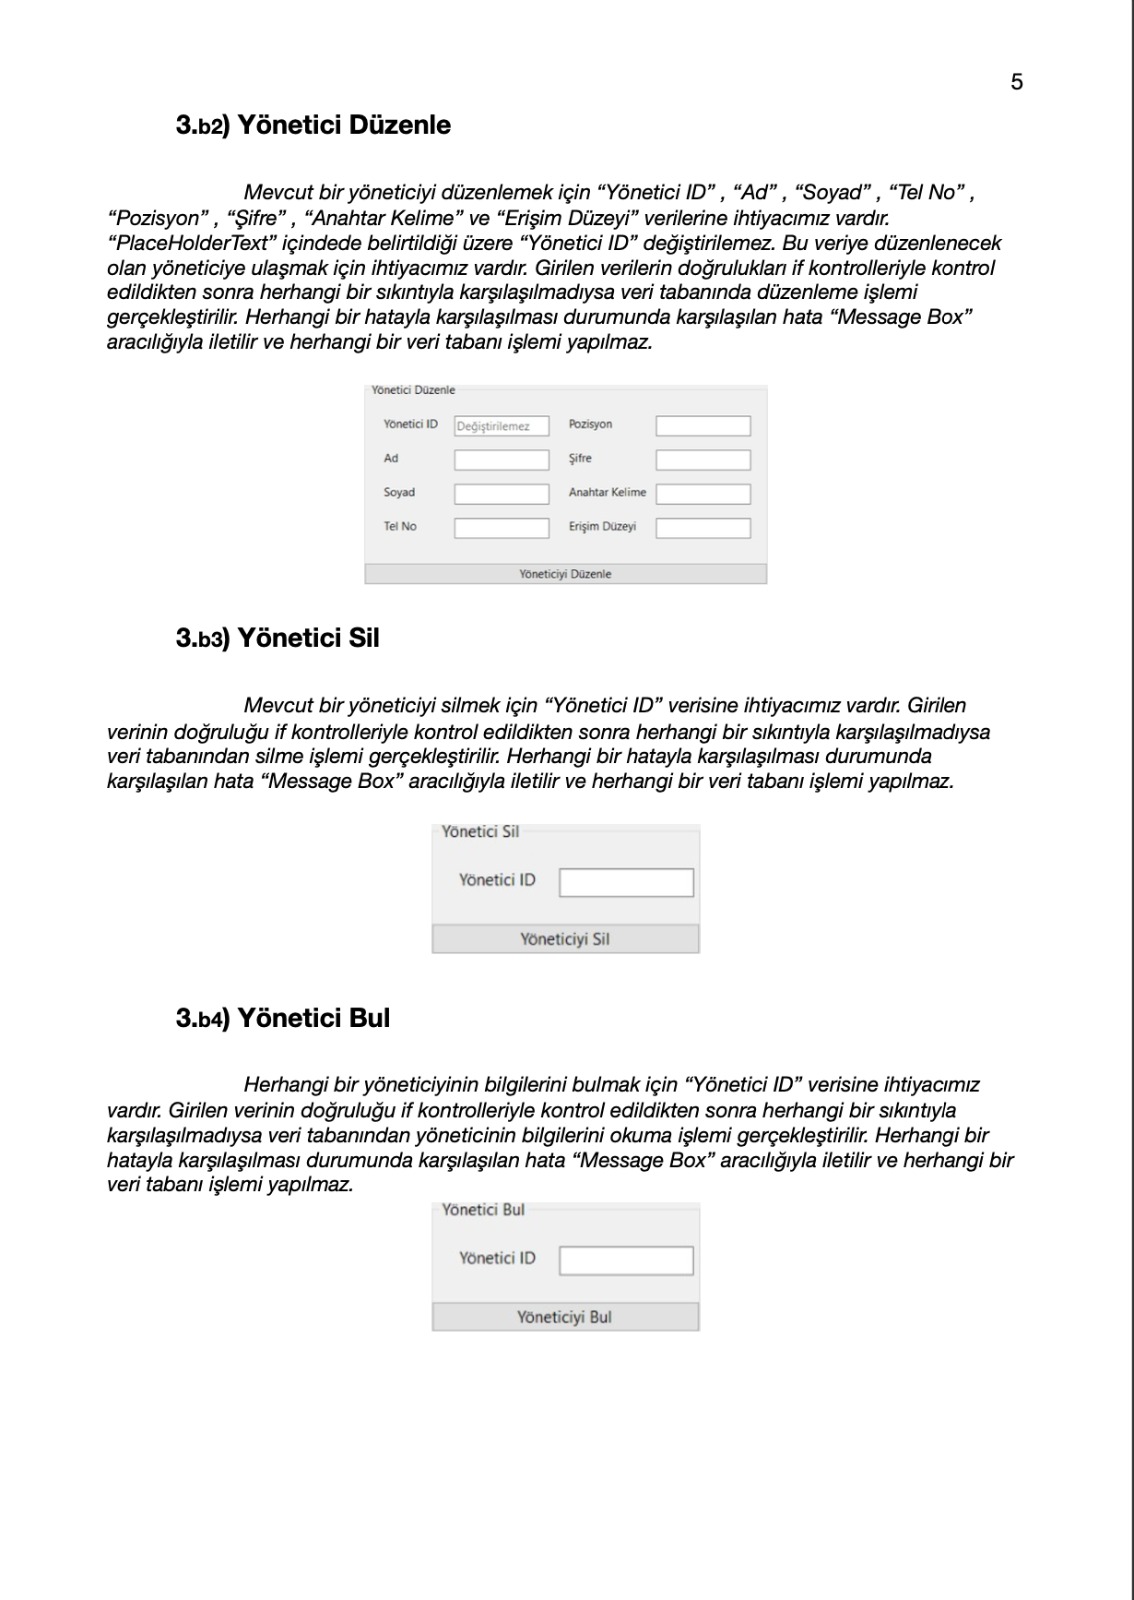 5
3.b2) Yönetici Düzenle
Mevcut bir yöneticiyi düzenlemek için “Yönetici ID” , “Ad” , “Soyad” , “Tel No” ,
“Pozisyon” , “Şifre” , “Anahtar Kelime” ve “Erişim Düzeyi” verilerine ihtiyacımız vardır.
“PlaceHolderText” içindede belirtildiği üzere “Yönetici ID” değiştirilemez. Bu veriye düzenlenecek
olan yöneticiye ulaşmak için ihtiyacımız vardır. Girilen verilerin doğrulukları if kontrolleriyle kontrol
edildikten sonra herhangi bir sıkıntıyla karşılaşılmadıysa veri tabanında düzenleme işlemi
gerçekleştirilir. Herhangi bir hatayla karşılaşılması durumunda karşılaşılan hata “Message Box”
aracılığıyla iletilir ve herhangi bir veri tabanı işlemi yapılmaz.
Yönetici Düzenle
Yönetici ID Değiştirilemez Pozisyon
Ad Şifre
Soyad Anahtar Kelime
Tel No Erişim Düzeyi
Yöneticiyi Düzenle
3.b3) Yönetici Sil
Mevcut bir yöneticiyi silmek için “Yönetici ID” verisine ihtiyacımız vardır. Girilen
verinin doğruluğu if kontrolleriyle kontrol edildikten sonra herhangi bir sıkıntıyla karşılaşılmadıysa
veri tabanından silme işlemi gerçekleştirilir. Herhangi bir hatayla karşılaşılması durumunda
karşılaşılan hata “Message Box” aracılığıyla iletilir ve herhangi bir veri tabanı işlemi yapılmaz.
Yönetici Sil
Yönetici ID
Yöneticiyi Sil
3.b4) Yönetici Bul
Herhangi bir yöneticiyinin bilgilerini bulmak için “Yönetici ID” verisine ihtiyacımız
vardır. Girilen verinin doğruluğu if kontrolleriyle kontrol edildikten sonra herhangi bir sıkıntıyla
karşılaşılmadıysa veri tabanından yöneticinin bilgilerini okuma işlemi gerçekleştirilir. Herhangi bir
hatayla karşılaşılması durumunda karşılaşılan hata “Message Box” aracılığıyla iletilir ve herhangi bir
veri tabanı işlemi yapılmaz.
Yönetici Bul
Yönetici ID
Yöneticiyi Bul